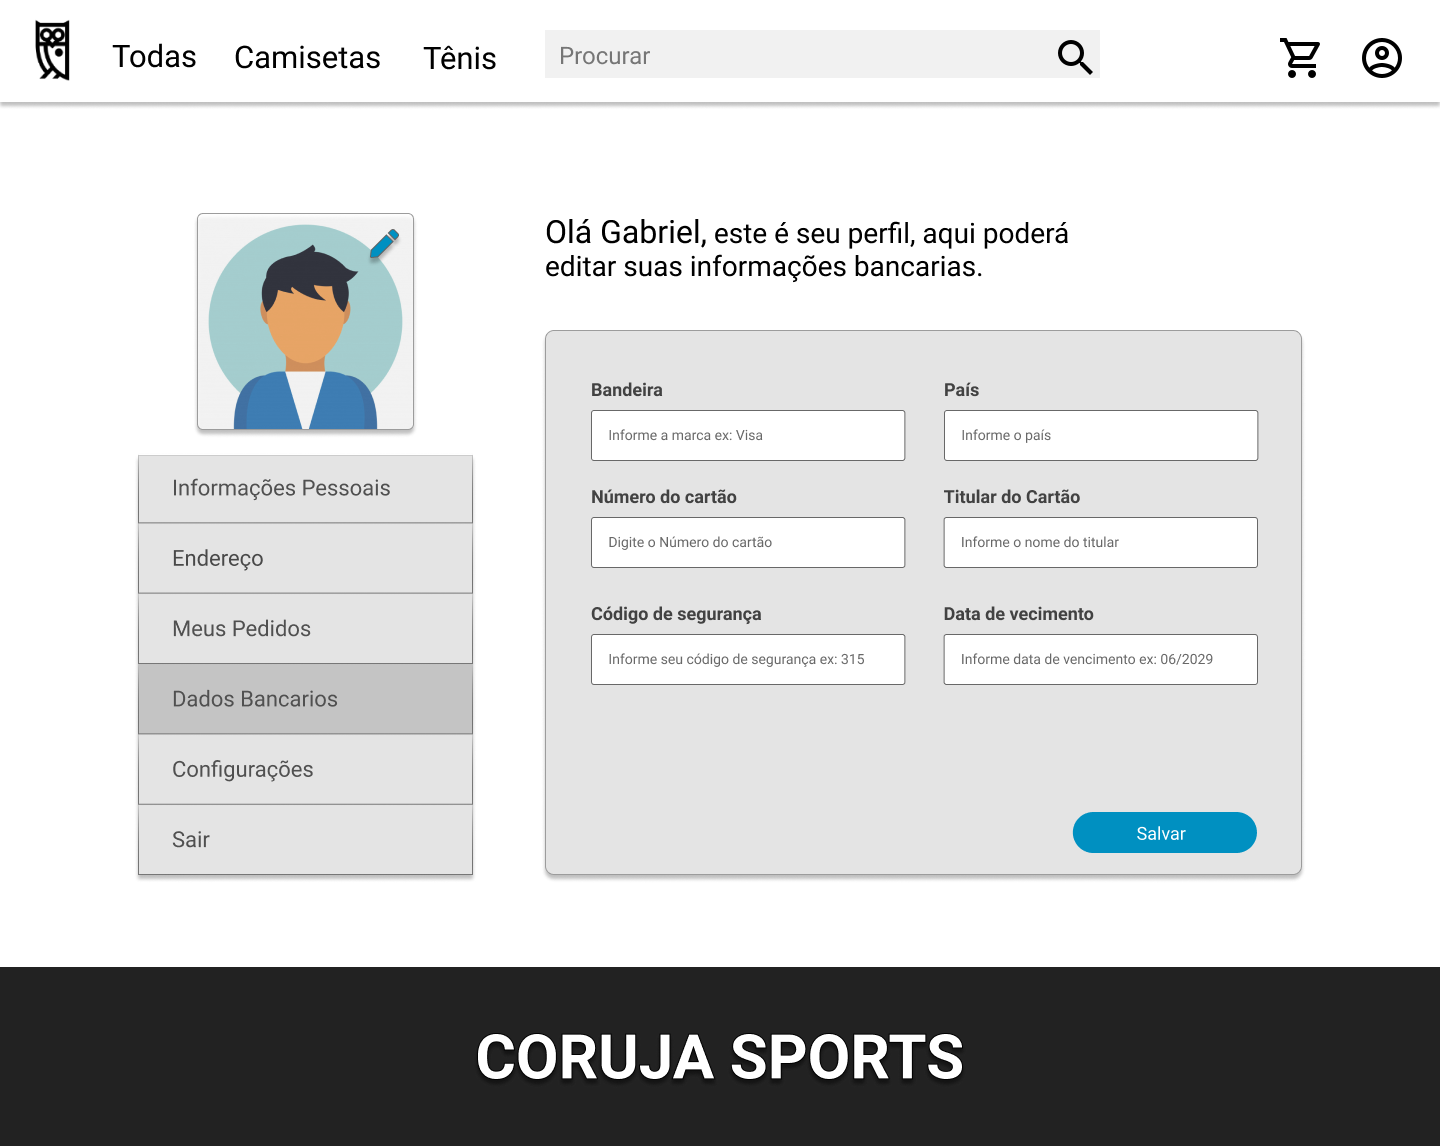 Todas
Camisetas
Tênis
Procurar
Olá Gabriel, este é seu perfil, aqui poderá
editar suas informações bancarias.
Informações Pessoais
Endereço
Meus Pedidos
Dados Bancarios
Configurações
Sair
Bandeira
Informe a marca ex: Visa
País
Informe o país
Número do cartão
Digite o Número do cartão
Titular do Cartão
Informe o nome do titular
Código de segurança
Informe seu código de segurança ex: 315
Data de vecimento
Informe data de vencimento ex: 06/2029
Salvar
CORUJA SPORTS